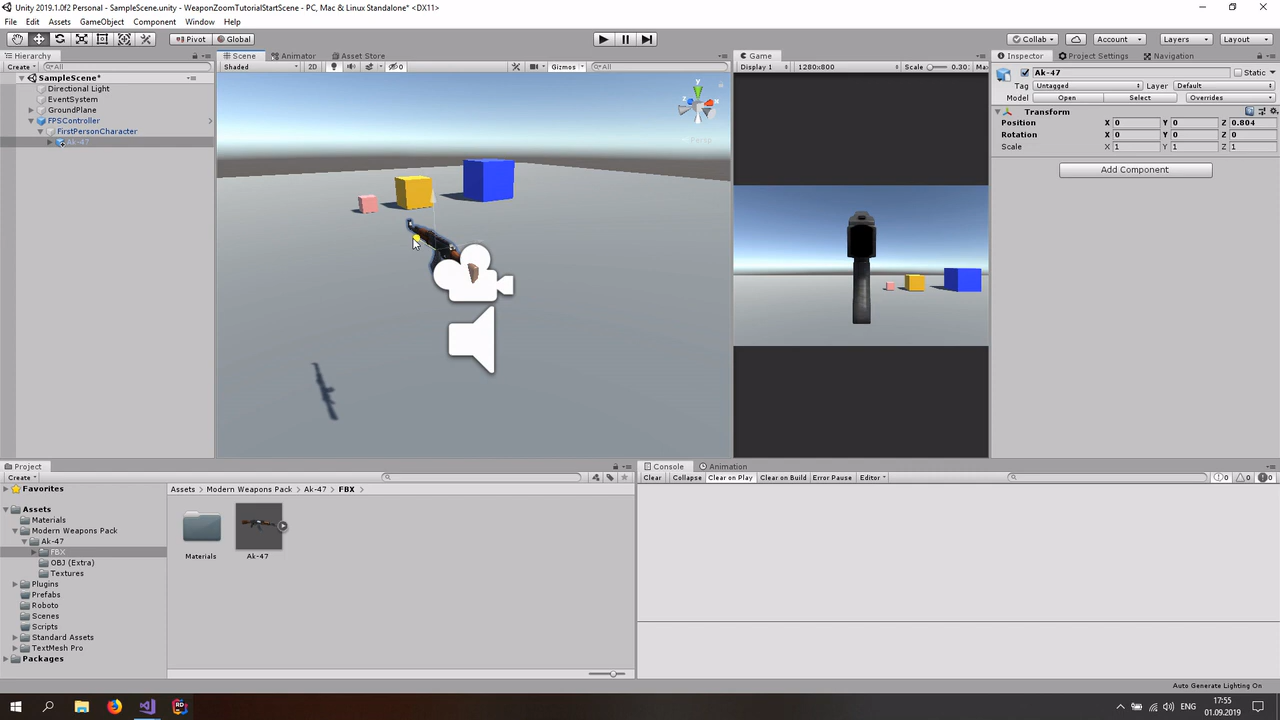 Unity 2019.1.0f2 Personal - SampleScene.unity - WeaponZoomTutorialStartScene - PC, Mac & Linux Standalone* <DX11>
File Edit Assets GameObject Component Window Help
Pivot Global Collab Account Layers Layout
Hierarchy Scene Animator Asset Store Game Inspector Project Settings Navigation
Create All Shaded 2D 0 Gizmos All Display 1 1280x800 Scale 0.30
SampleScene*
Directional Light
EventSystem
GroundPlane
FPSController
FirstPersonCharacter
Ak-47
y
z
Persp
Ak-47 Static
Tag Untagged Layer Default
Model Open Select Overrides
Transform
Position X 0 Y 0 Z 0.804
Rotation X 0 Y 0 Z 0
Scale X 1 Y 1 Z 1
Add Component
Project
Create
Favorites
Assets
Materials
Modern Weapons Pack
Ak-47
FBX
OBJ (Extra)
Textures
Plugins
Prefabs
Roboto
Scenes
Scripts
Standard Assets
TextMesh Pro
Packages
Assets Modern Weapons Pack Ak-47 FBX
Materials Ak-47
Console Animation
Clear Collapse Clear on Play Clear on Build Error Pause Editor 0 0 0
Auto Generate Lighting On
ENG 17:55
01.09.2019